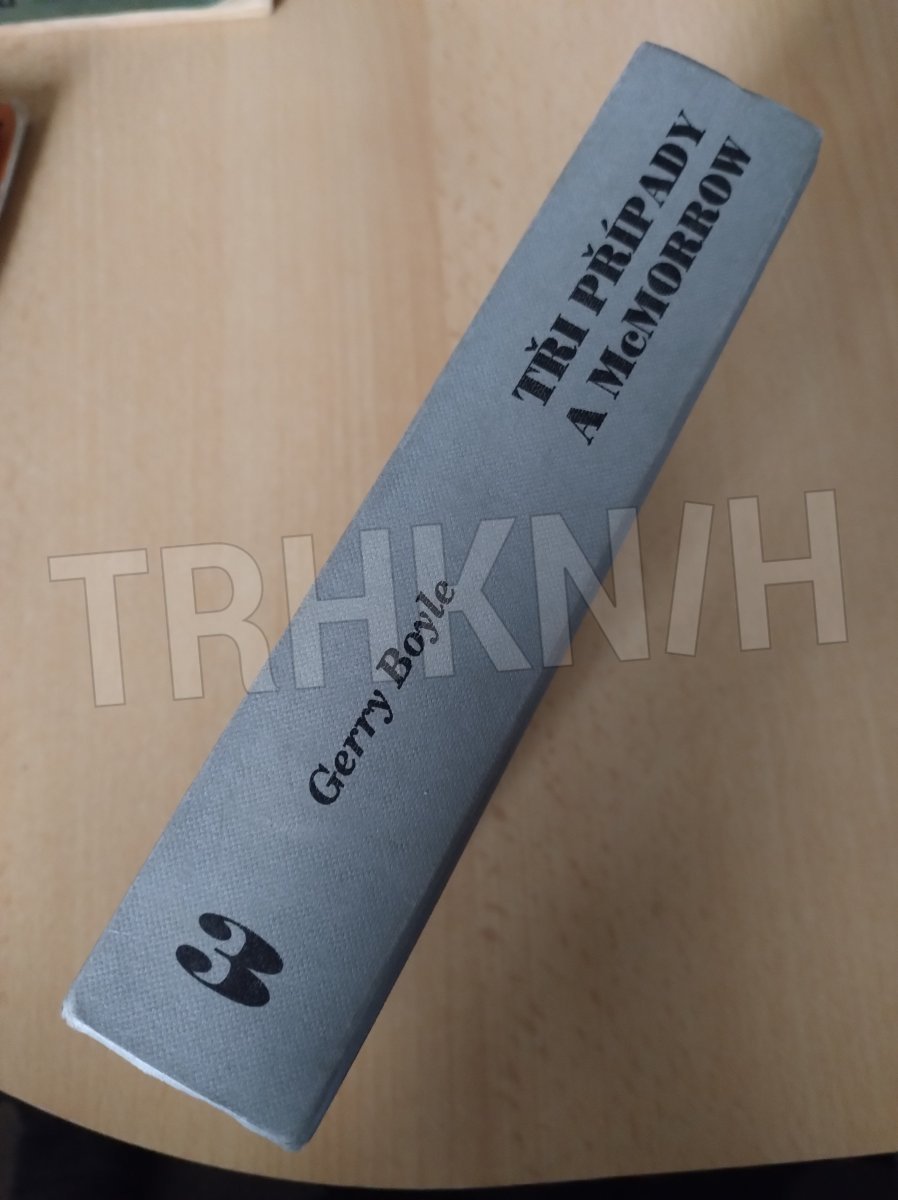 TŘI PŘÍPADY
A McMORROW
Gerry Boyle
3
TRHKNIH